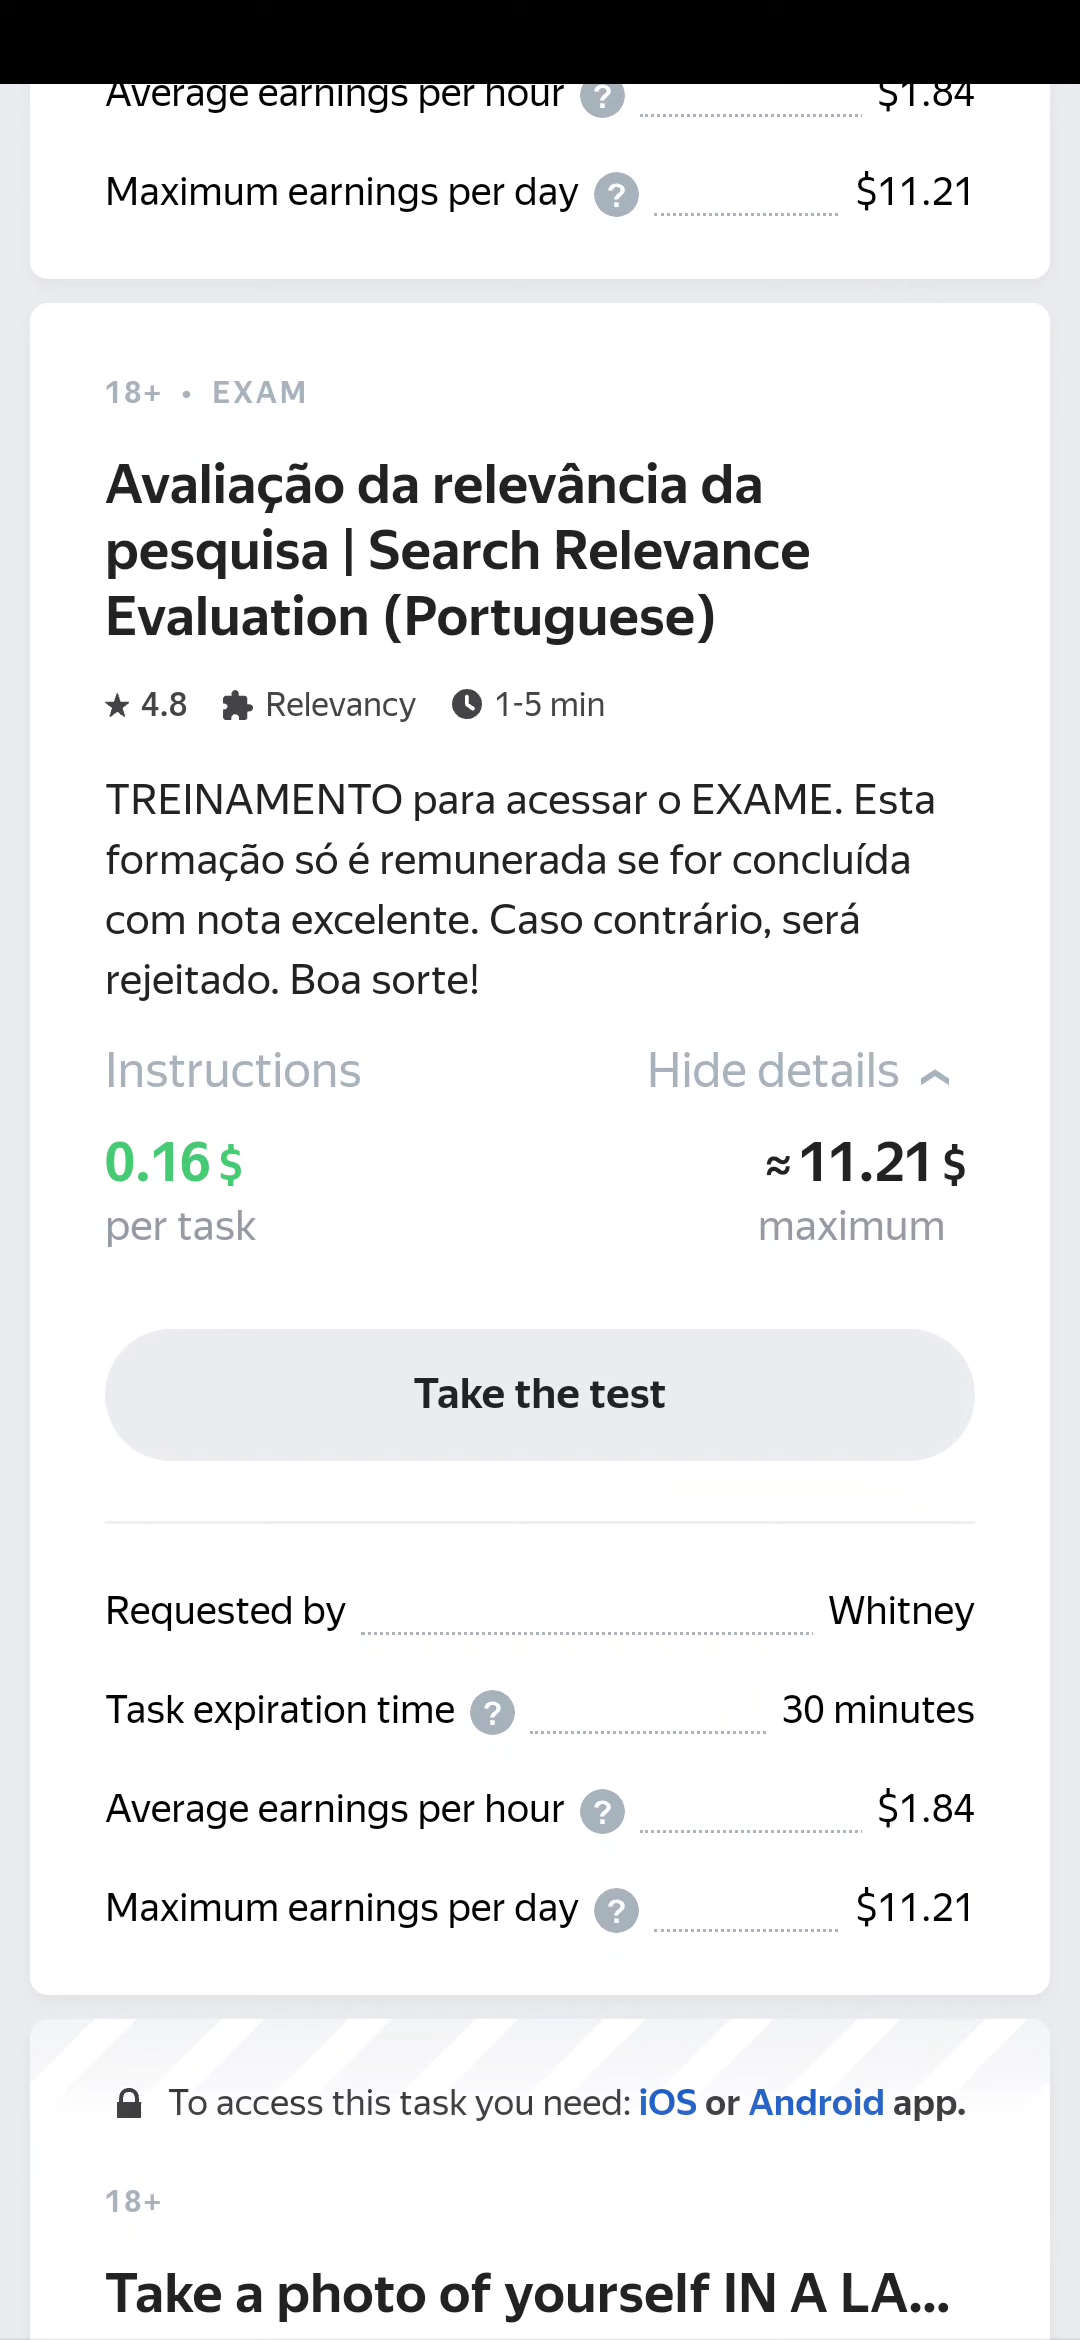 Average earnings per hour ? $1.84
Maximum earnings per day ? $11.21
18+ • EXAM
Avaliação da relevância da
pesquisa | Search Relevance
Evaluation (Portuguese)
4.8 Relevancy 1-5 min
TREINAMENTO para acessar o EXAME. Esta
formação só é remunerada se for concluída
com nota excelente. Caso contrário, será
rejeitado. Boa sorte!
Instructions Hide details
0.16 $ ≈ 11.21 $
per task maximum
Take the test
Requested by Whitney
Task expiration time ? 30 minutes
Average earnings per hour ? $1.84
Maximum earnings per day ? $11.21
To access this task you need: iOS or Android app.
18+
Take a photo of yourself IN A LA...